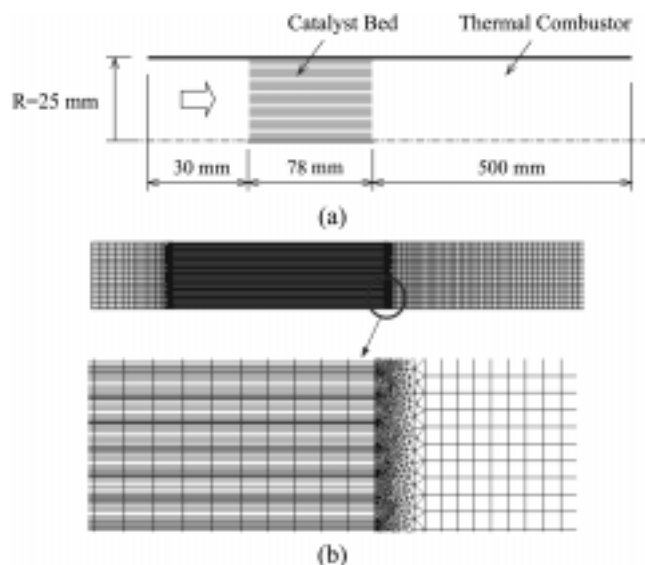 Catalyst Bed Thermal Combustor
R=25 mm
30 mm 78 mm 500 mm
(a)
(b)